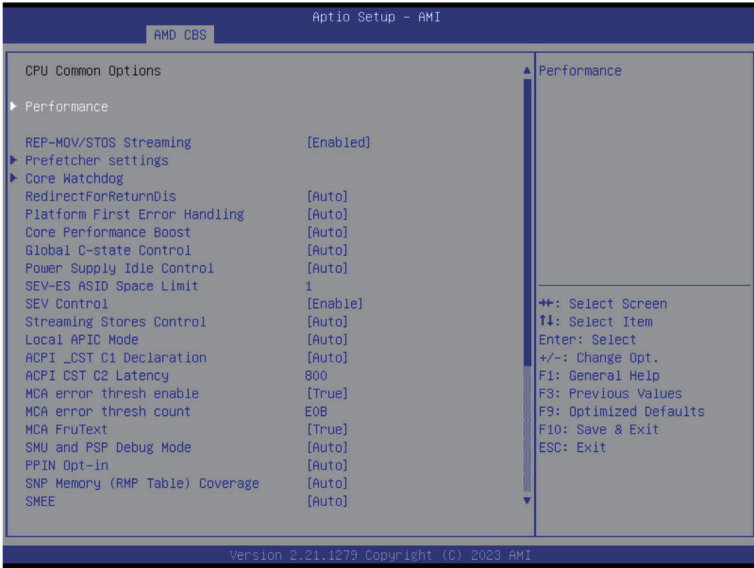 Aptio Setup - AMI
AMD CBS
CPU Common Options
Performance
REP-MOV/STOS Streaming [Enabled]
Prefetcher settings
Core Watchdog
RedirectForReturnDis [Auto]
Platform First Error Handling [Auto]
Core Performance Boost [Auto]
Global C-state Control [Auto]
Power Supply Idle Control [Auto]
SEV-ES ASID Space Limit 1
SEV Control [Enable]
Streaming Stores Control [Auto]
Local APIC Mode [Auto]
ACPI _CST C1 Declaration [Auto]
ACPI CST C2 Latency 800
MCA error thresh enable [True]
MCA error thresh count E0B
MCA FruText [True]
SMU and PSP Debug Mode [Auto]
PPIN Opt-in [Auto]
SNP Memory (RMP Table) Coverage [Auto]
SMEE [Auto]
Performance
→←: Select Screen
↑↓: Select Item
Enter: Select
+/-: Change Opt.
F1: General Help
F3: Previous Values
F9: Optimized Defaults
F10: Save & Exit
ESC: Exit
Version 2.21.1279 Copyright (C) 2023 AMI